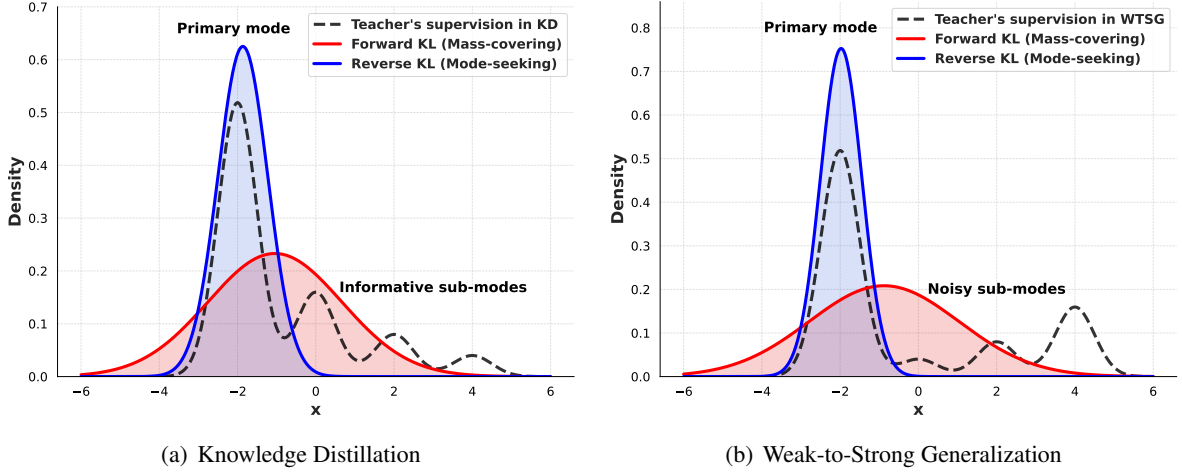 0.7
0.6
0.5
0.4
0.3
0.2
0.1
0.0
Density
Primary mode
Teacher's supervision in KD
Forward KL (Mass-covering)
Reverse KL (Mode-seeking)
Informative sub-modes
−6 −4 −2 0 2 4 6
x
(a) Knowledge Distillation
0.8
0.7
0.6
0.5
0.4
0.3
0.2
0.1
0.0
Density
Primary mode
Teacher's supervision in WTSG
Forward KL (Mass-covering)
Reverse KL (Mode-seeking)
Noisy sub-modes
−6 −4 −2 0 2 4 6
x
(b) Weak-to-Strong Generalization